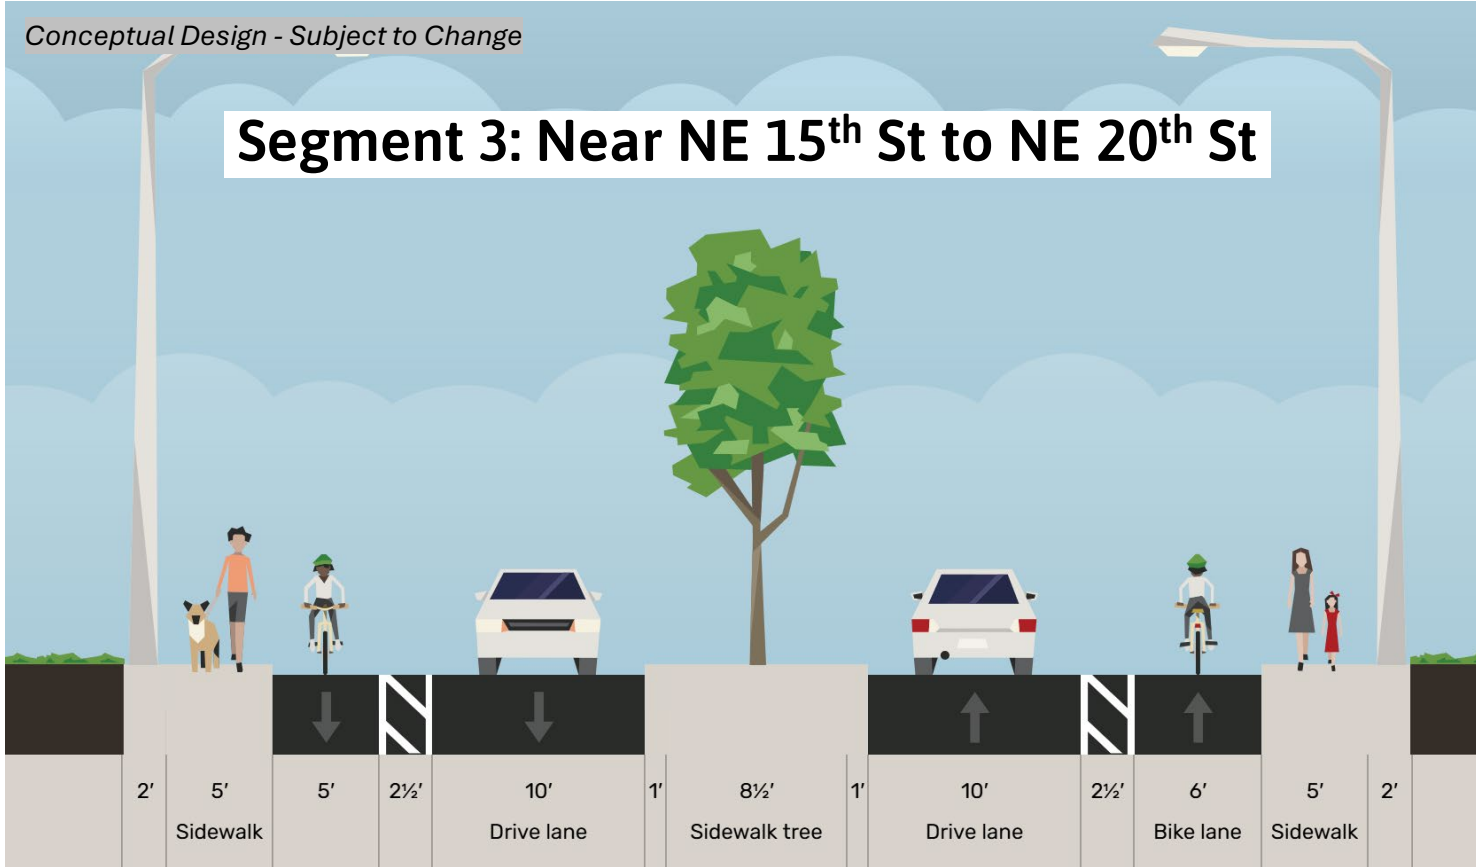 Conceptual Design - Subject to Change
Segment 3: Near NE 15th St to NE 20th St
2′ 5′ 5′ 2½′ 10′ 1′ 8½′ 1′ 10′ 2½′ 6′ 5′ 2′
Sidewalk Drive lane Sidewalk tree Drive lane Bike lane Sidewalk